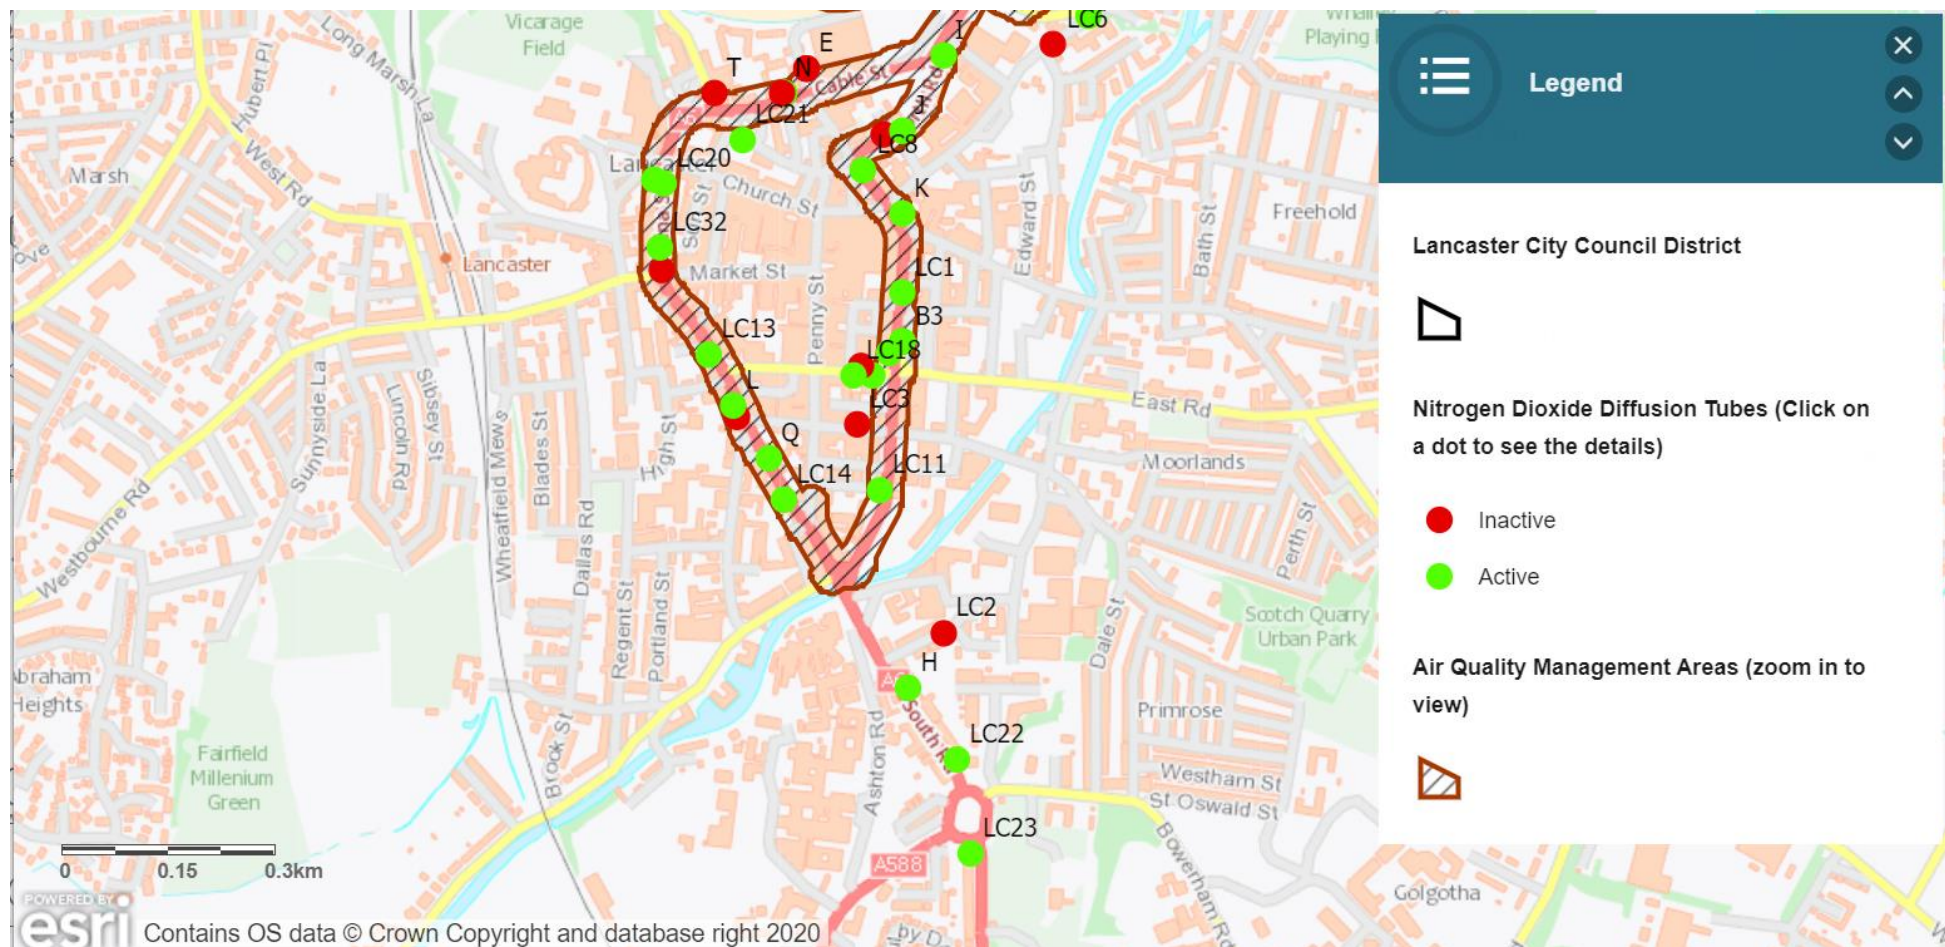 LC6
I
Vicarage
Field
Playing
Long Marsh La
Hubert Pl
E
T
N
Cable St
Legend
LC21
J
A6
LC8
West Rd
Marsh
LC20
Lancaster
Church St
K
Edward St
Bath St
Freehold
LC32
Lancaster City Council District
Lancaster
Market St
LC1
Penny St
B3
LC13
LC18
L
LC3
East Rd
Nitrogen Dioxide Diffusion Tubes (Click on
a dot to see the details)
Sunnyside La
Sibsey St
Lincoln Rd
Wheatfield Mews
Blades St
High St
Q
LC14
LC11
Moorlands
Westbourne Rd
Dallas Rd
Perth St
Inactive
Active
Regent St
Portland St
LC2
Dale St
Scotch Quarry
Urban Park
H
Air Quality Management Areas (zoom in to
view)
Heights
South Rd
Primrose
Brook St
Ashton Rd
LC22
Fairfield
Millenium
Green
Westham St
St Oswald St
LC23
Bowerham Rd
A588
0 0.15 0.3km
Golgotha
POWERED BY
esri
Contains OS data © Crown Copyright and database right 2020